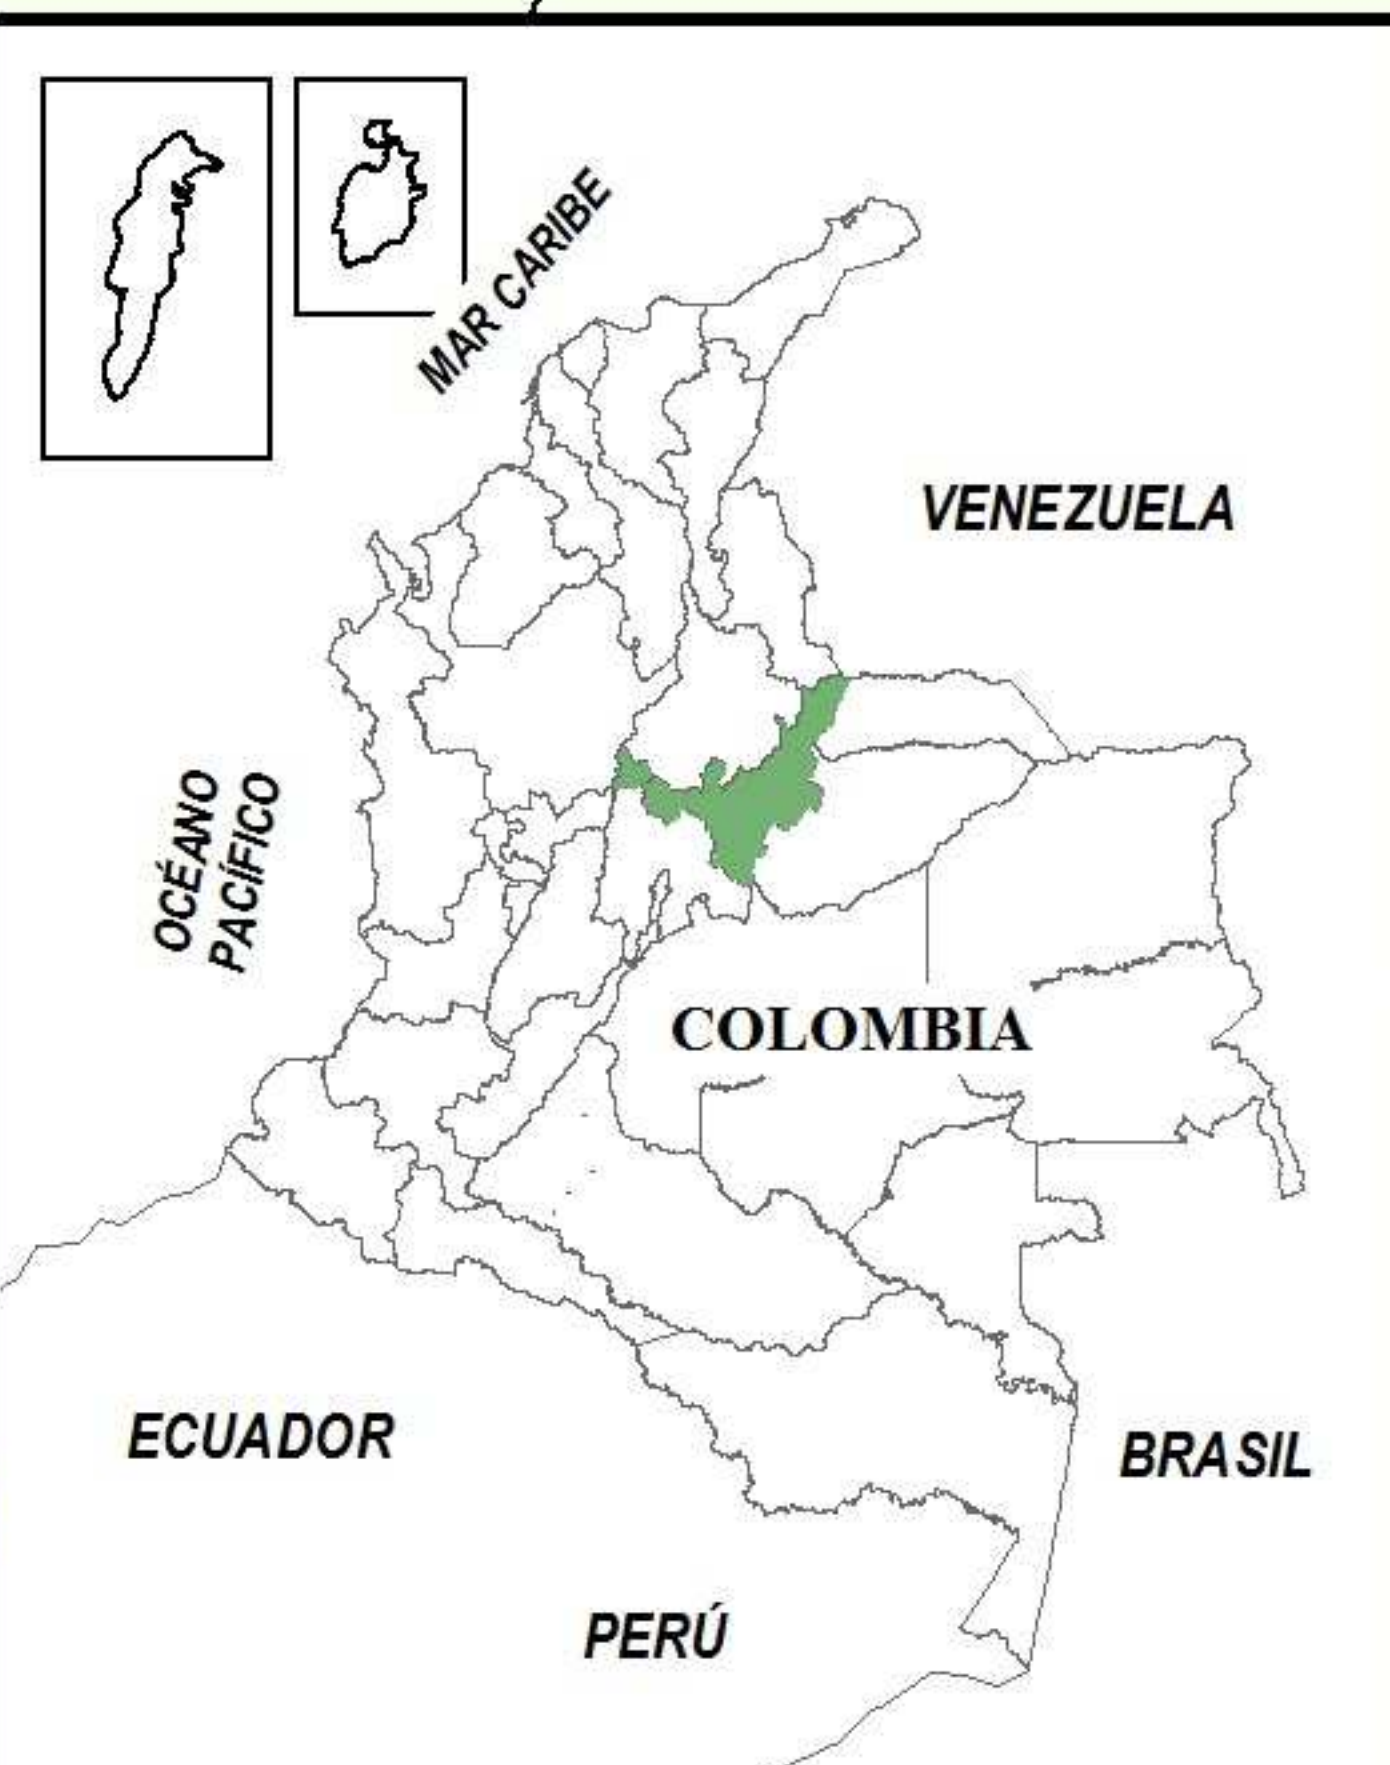 MAR CARIBE
VENEZUELA
OCÉANO
PACÍFICO
COLOMBIA
ECUADOR
BRASIL
PERÚ